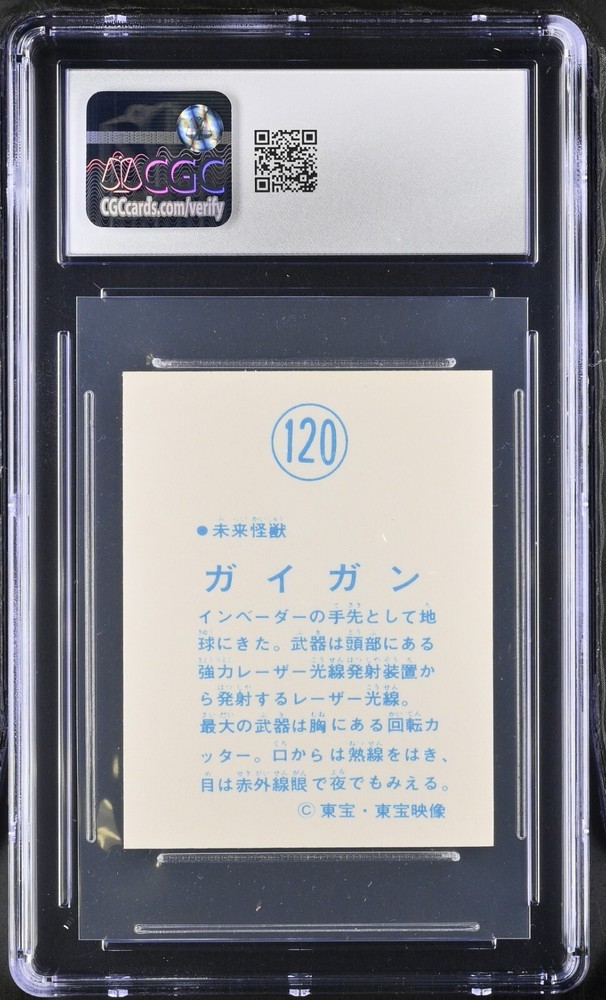 CGC
CGCcards.com/verify
120
●未来怪獣
ガイガン
インベーダーの手先として地
球にきた。武器は頭部にある
強力レーザー光線発射装置か
ら発射するレーザー光線。
最大の武器は胸にある回転カ
ッター。口からは熱線をはき、
目は赤外線眼で夜でもみえる。
©東宝・東宝映像